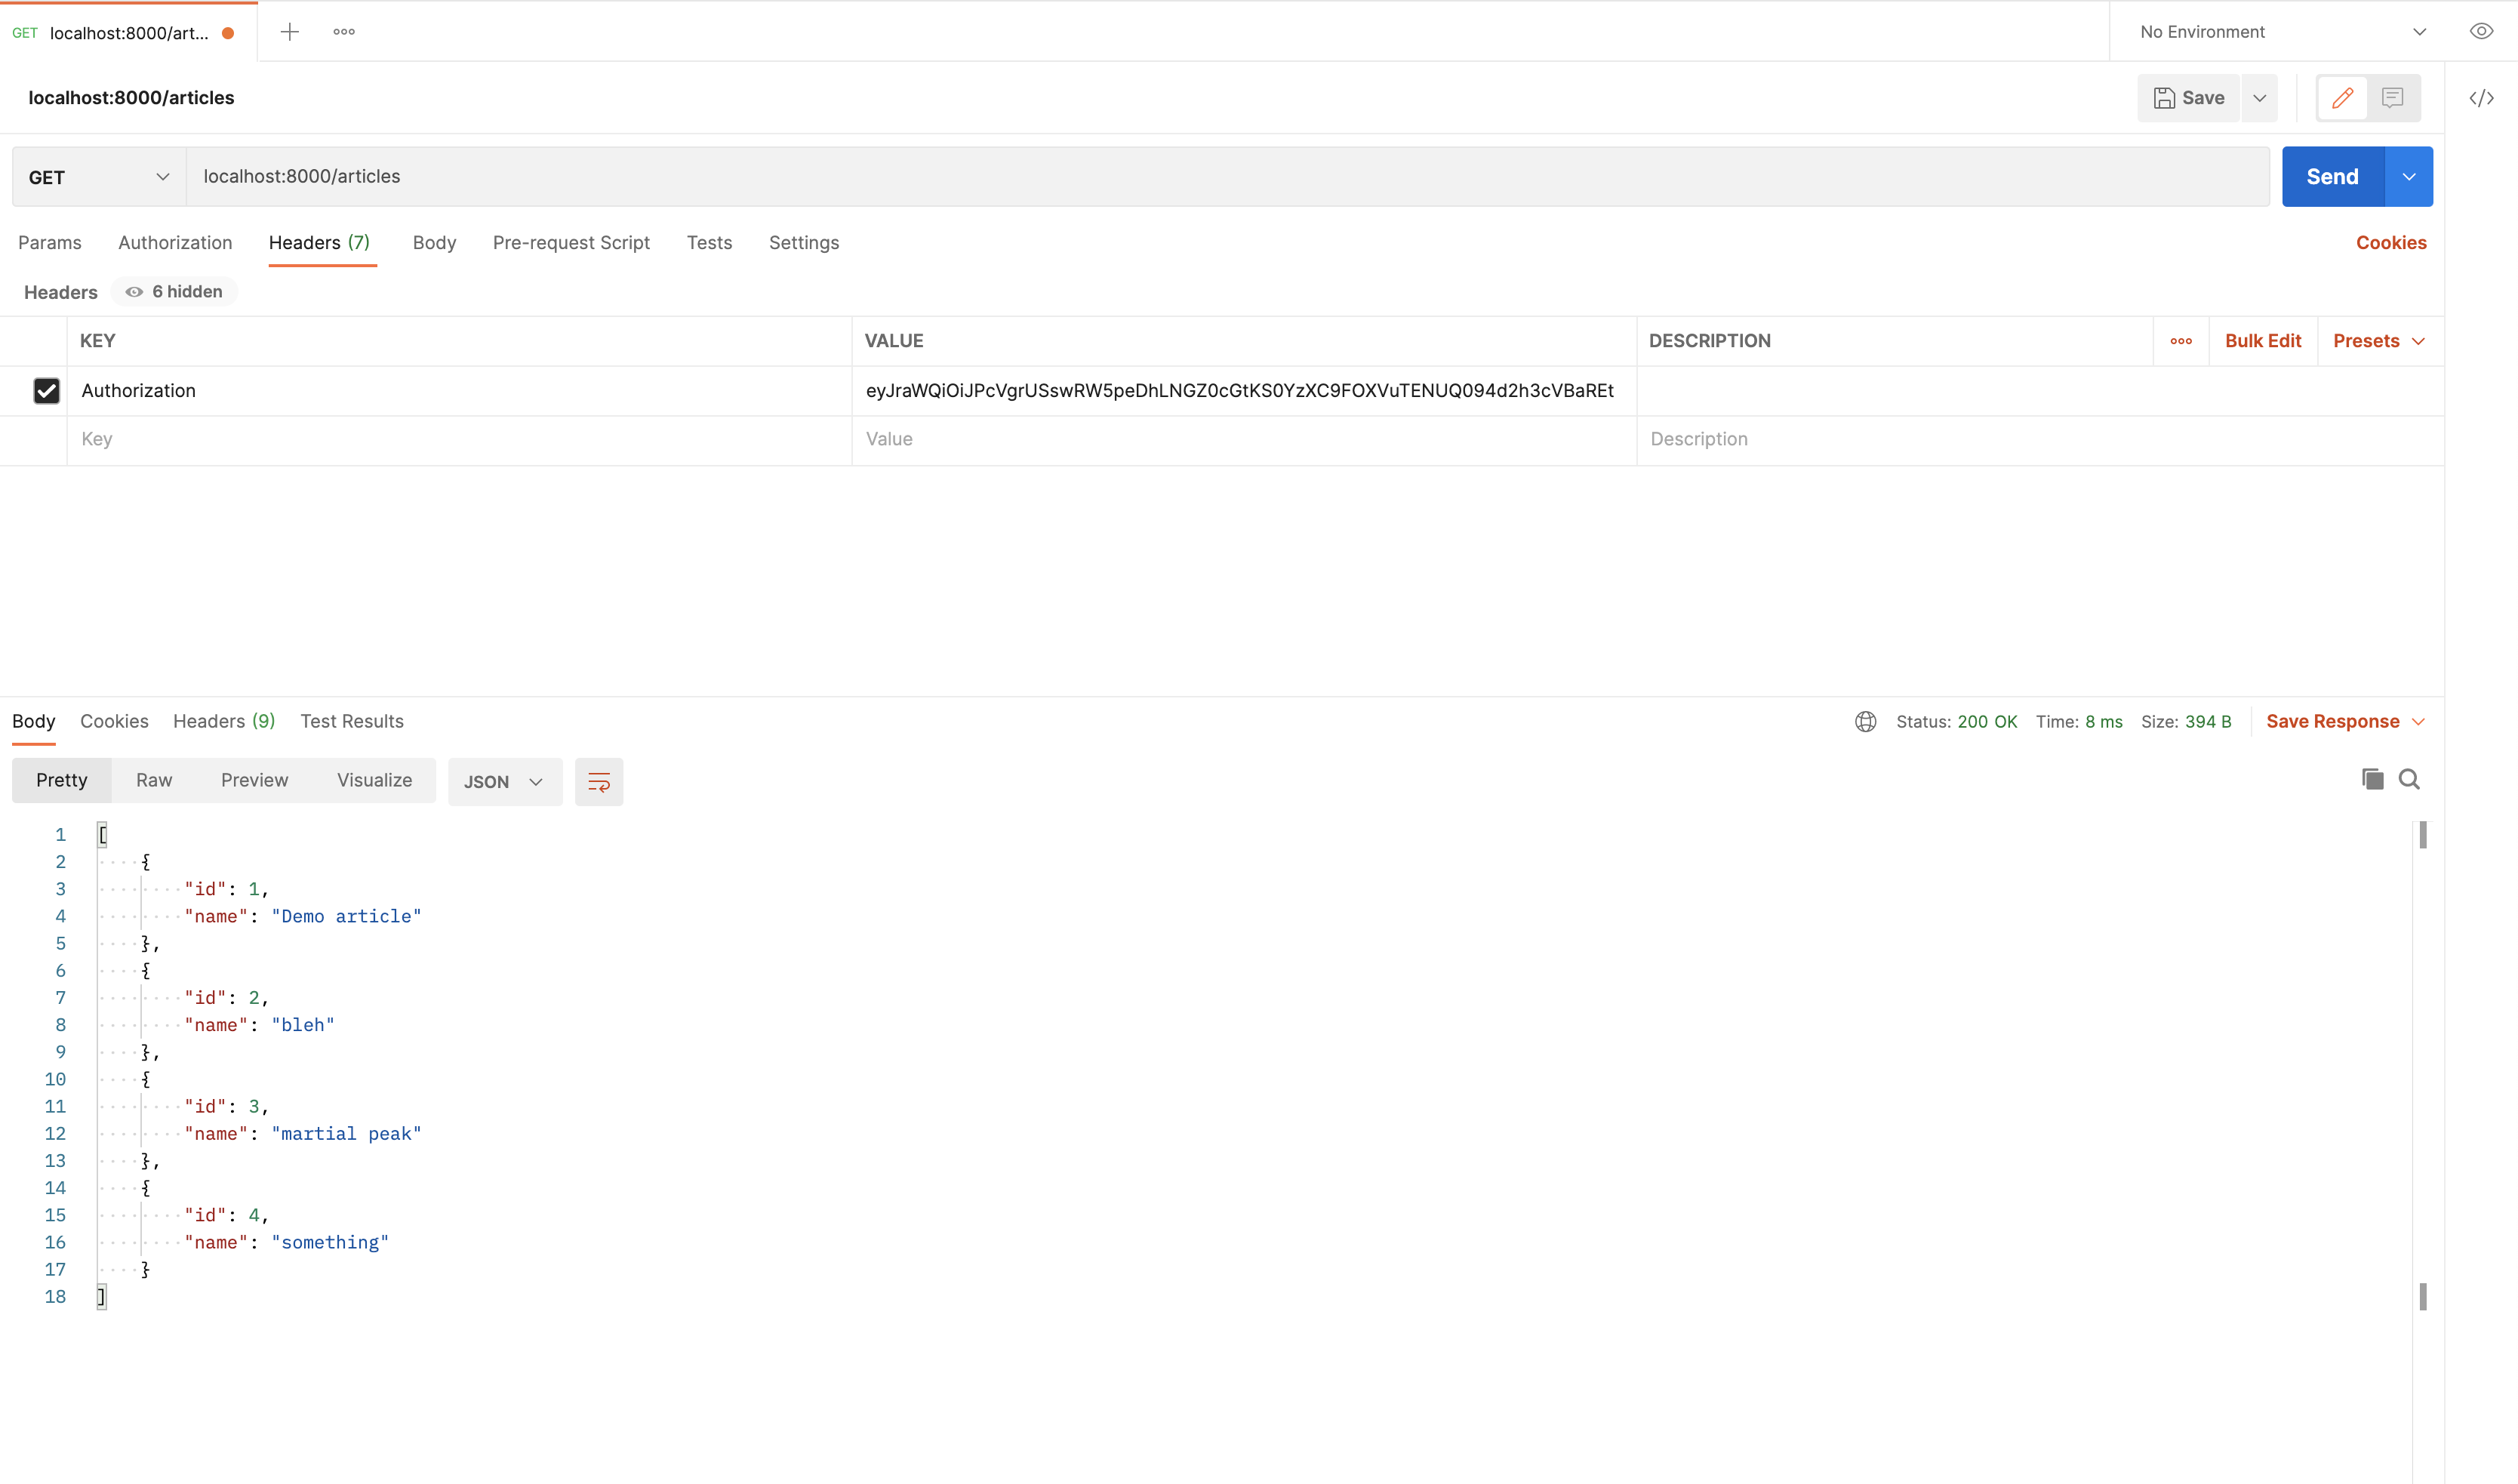 GET localhost:8000/art...
No Environment
localhost:8000/articles
Save
GET localhost:8000/articles Send
Params Authorization Headers (7) Body Pre-request Script Tests Settings Cookies
Headers 6 hidden
KEY VALUE DESCRIPTION Bulk Edit Presets
Authorization eyJraWQiOiJPcVgrUSswRW5peDhLNGZ0cGtKS0YzXC9FOXVuTENUQ094d2h3cVBaREt
Key Value Description
Body Cookies Headers (9) Test Results Status: 200 OK Time: 8 ms Size: 394 B Save Response
Pretty Raw Preview Visualize JSON
1 [
2 {
3 "id": 1,
4 "name": "Demo article"
5 },
6 {
7 "id": 2,
8 "name": "bleh"
9 },
10 {
11 "id": 3,
12 "name": "martial peak"
13 },
14 {
15 "id": 4,
16 "name": "something"
17 }
18 ]